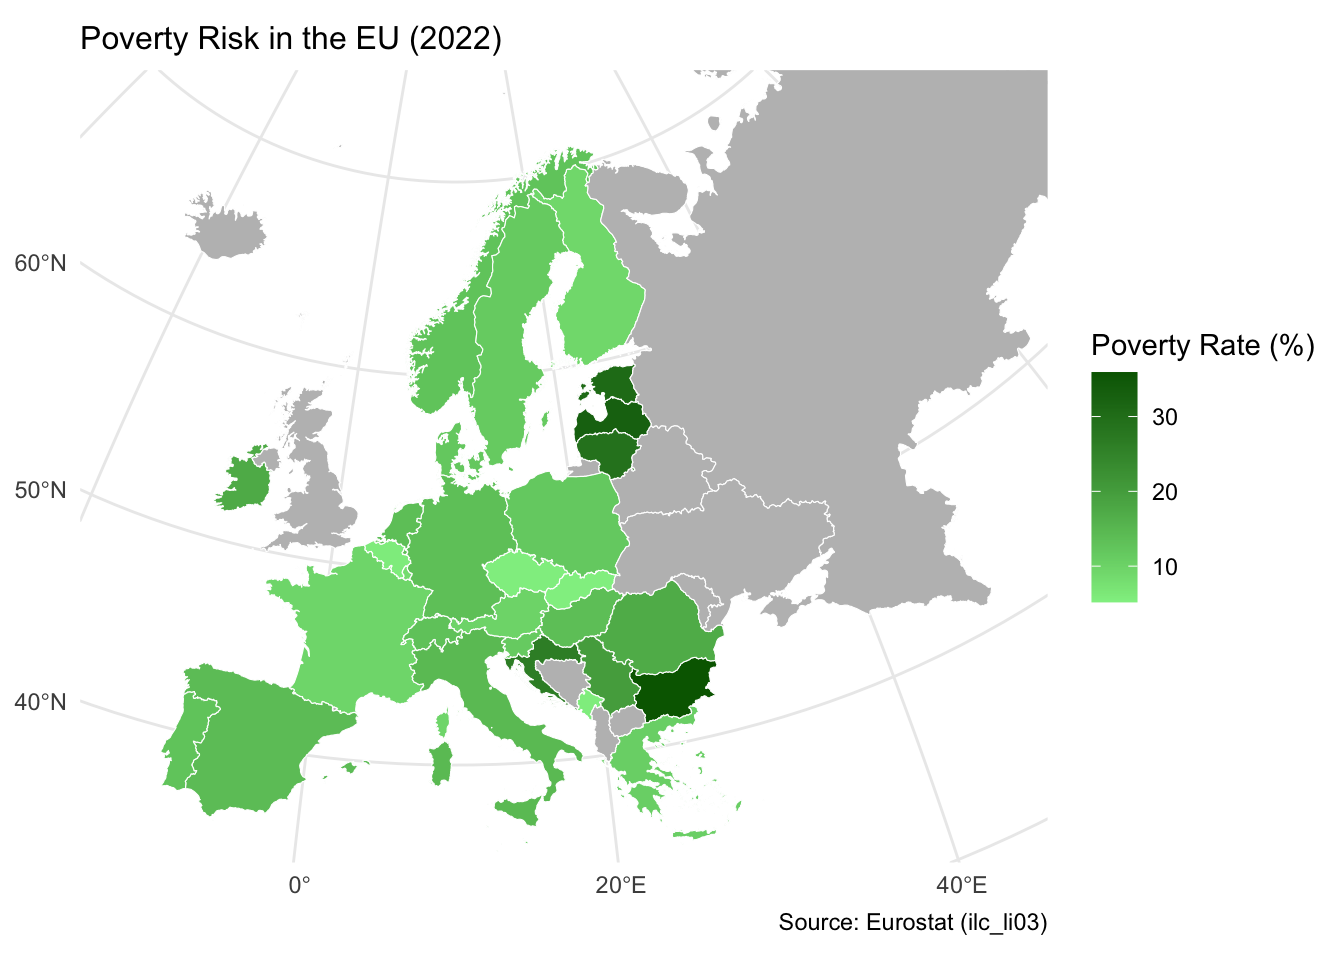 Poverty Risk in the EU (2022)
60°N
50°N
40°N
0°
20°E
40°E
Poverty Rate (%)
30
20
10
Source: Eurostat (ilc_li03)